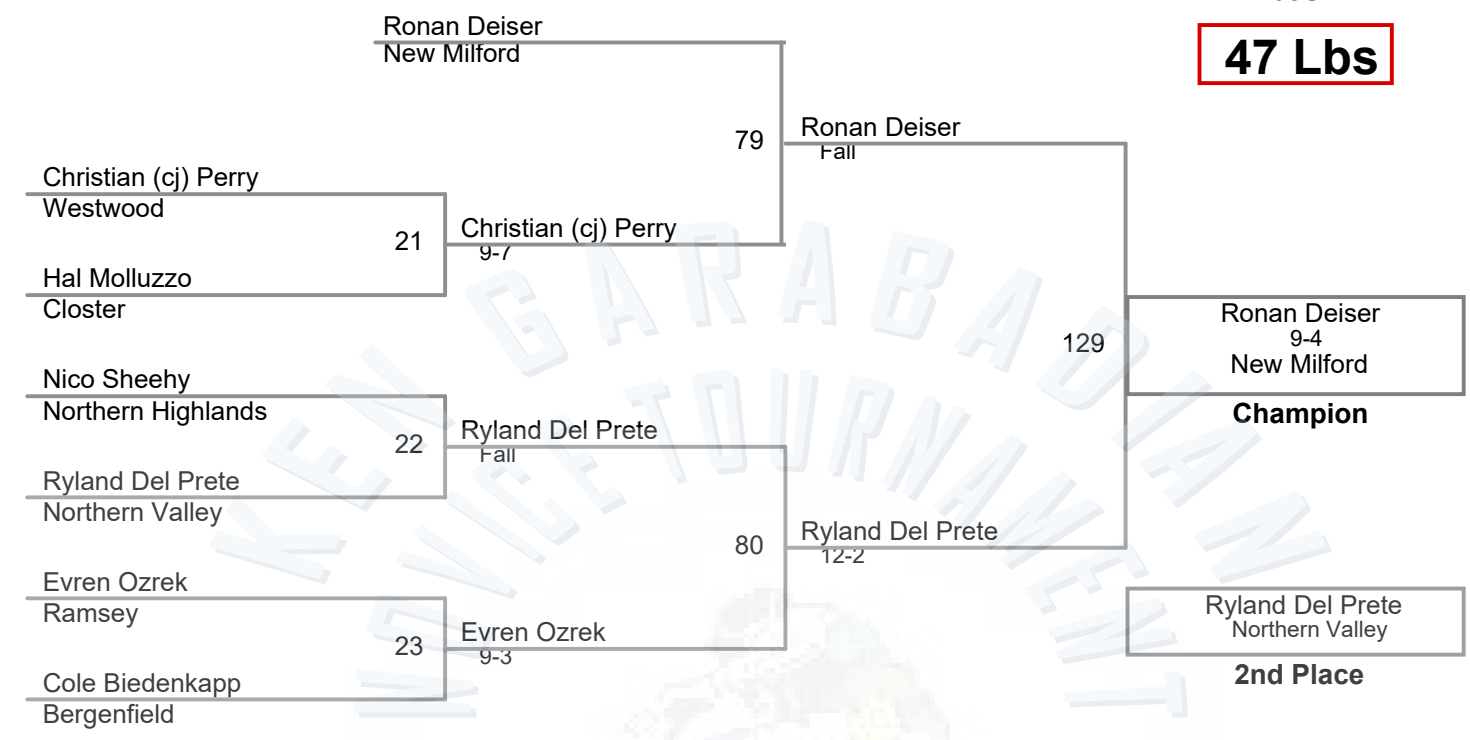 Ronan Deiser
New Milford
47 Lbs
79
Ronan Deiser
Fall
Christian (cj) Perry
Westwood
21
Christian (cj) Perry
9-7
Hal Molluzzo
Closter
129
Ronan Deiser
9-4
New Milford
Champion
Nico Sheehy
Northern Highlands
22
Ryland Del Prete
Fall
Ryland Del Prete
Northern Valley
80
Ryland Del Prete
12-2
Evren Ozrek
Ramsey
23
Evren Ozrek
9-3
Cole Biedenkapp
Bergenfield
Ryland Del Prete
Northern Valley
2nd Place
KEN GARABADIAN
NOVICE TOURNAMENT